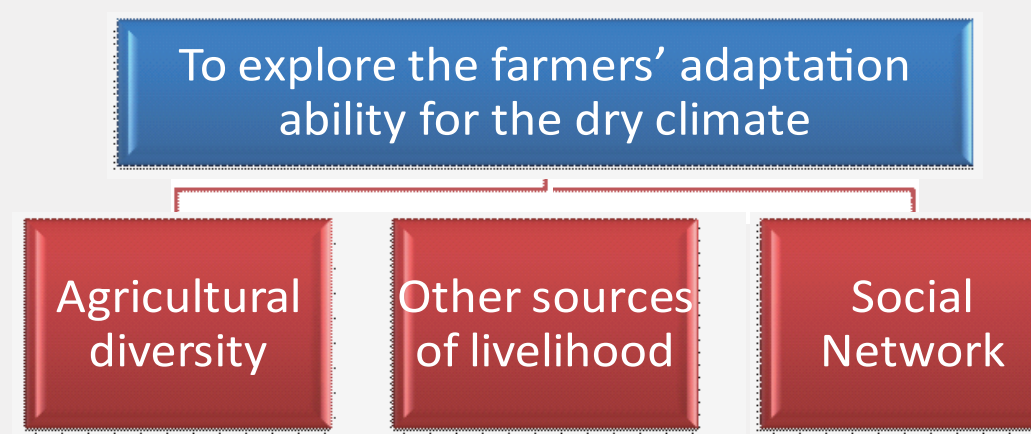 To explore the farmers’ adaptation
ability for the dry climate
Agricultural
diversity
Other sources
of livelihood
Social
Network